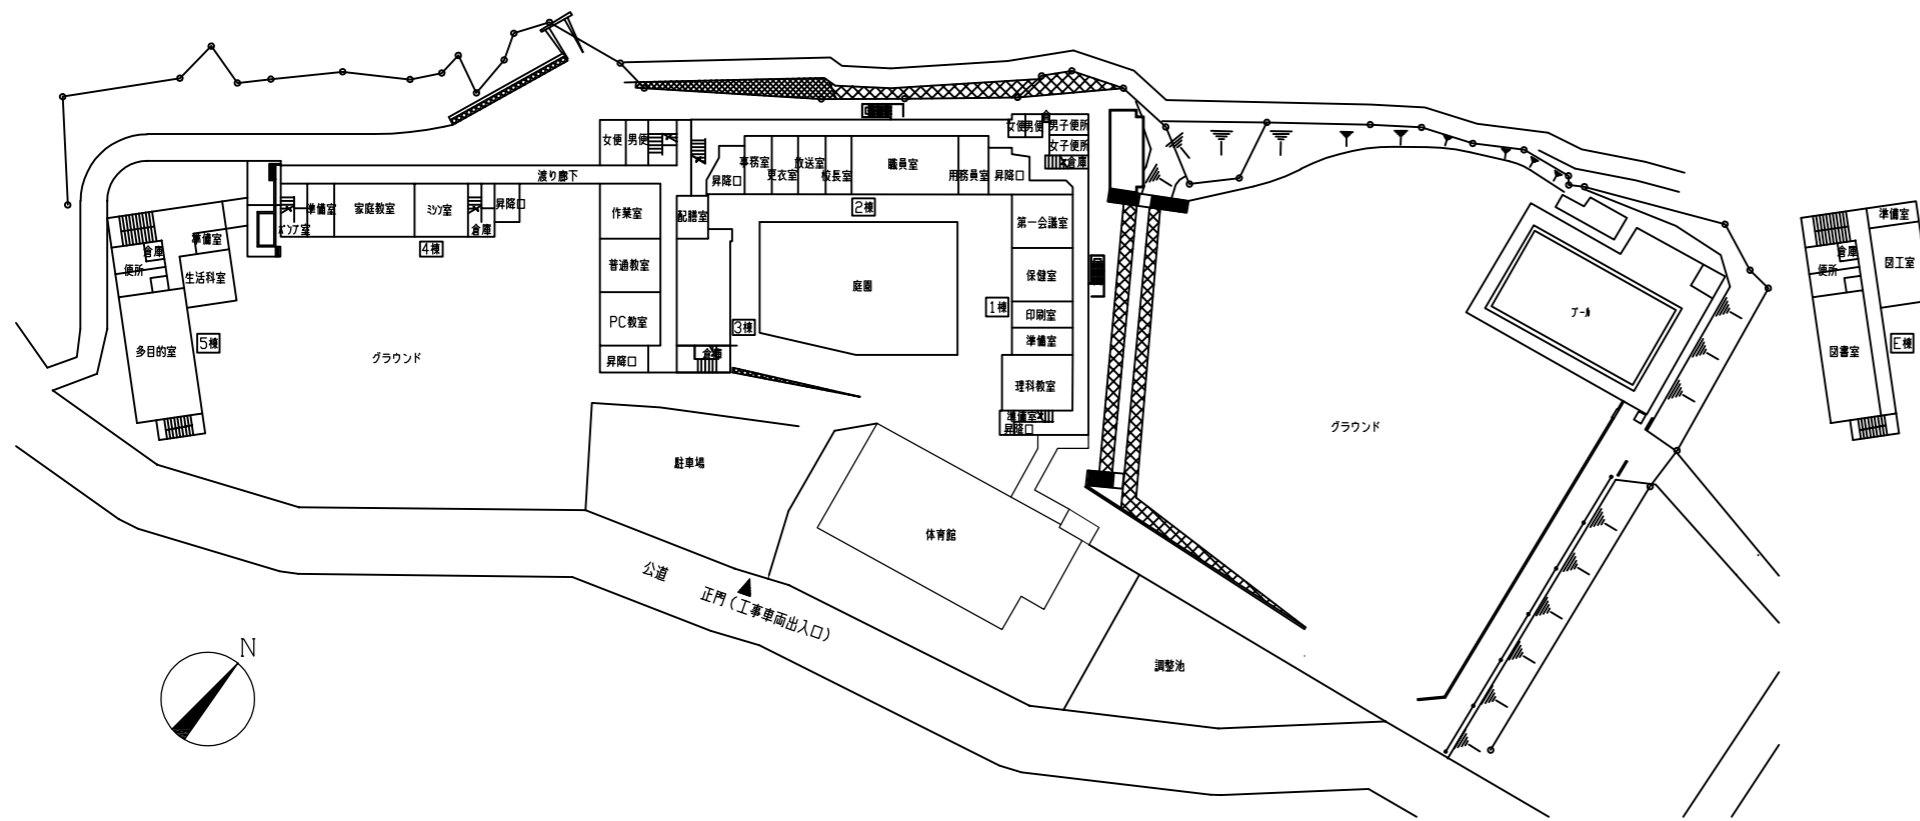 女便
男便
女便
男便
男子便所
女子便所
倉庫
事務室
更衣室
放送室
校長室
職員室
用務員室
昇降口
昇降口
渡り廊下
準備室
家庭教室
ミシン室
昇降口
倉庫
ポンプ室
4棟
作業室
配膳室
2棟
第一会議室
普通教室
庭園
保健室
1棟
印刷室
PC教室
3棟
準備室
昇降口
倉庫
理科教室
準備室
昇降口
準備室
倉庫
便所
生活科室
多目的室
5棟
グラウンド
駐車場
体育館
グラウンド
プール
準備室
倉庫
便所
図工室
図書室
E棟
公道
正門(工事車両出入口)
調整池
N